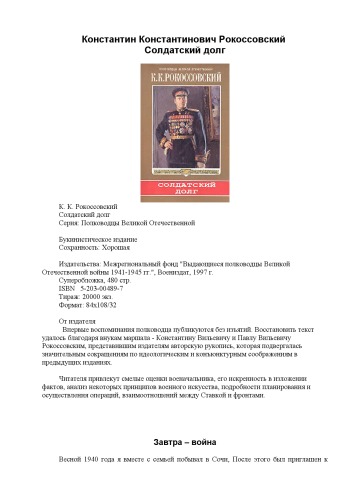 Константин Константинович Рокоссовский
Солдатский долг
К.К.РОКОССОВСКИЙ
СОЛДАТСКИЙ
ДОЛГ
К. К. Рокоссовский
Солдатский долг
Серия: Полководцы Великой Отечественной
Букинистическое издание
Сохранность: Хорошая
Издательства: Межрегиональный фонд "Выдающиеся полководцы Великой
Отечественной войны 1941-1945 гг.", Воениздат, 1997 г.
Суперобложка, 480 стр.
ISBN 5-203-00489-7
Тираж: 20000 экз.
Формат: 84x108/32
От издателя
Впервые воспоминания полководца публикуются без изъятий. Восстановить текст
удалось благодаря внукам маршала - Константину Вильевичу и Павлу Вильевичу
Рокоссовским, представившим издателям авторскую рукопись, которая подвергалась
значительным сокращениям по идеологическим и конъюнктурным соображениям в
предыдущих изданиях.
Читателя привлекут смелые оценки военачальника, его искренность в изложении
фактов, анализ некоторых принципов военного искусства, подробности планирования и
осуществления операций, взаимоотношений между Ставкой и фронтами.
Завтра – война
Весной 1940 года я вместе с семьей побывал в Сочи, После этого был приглашен к